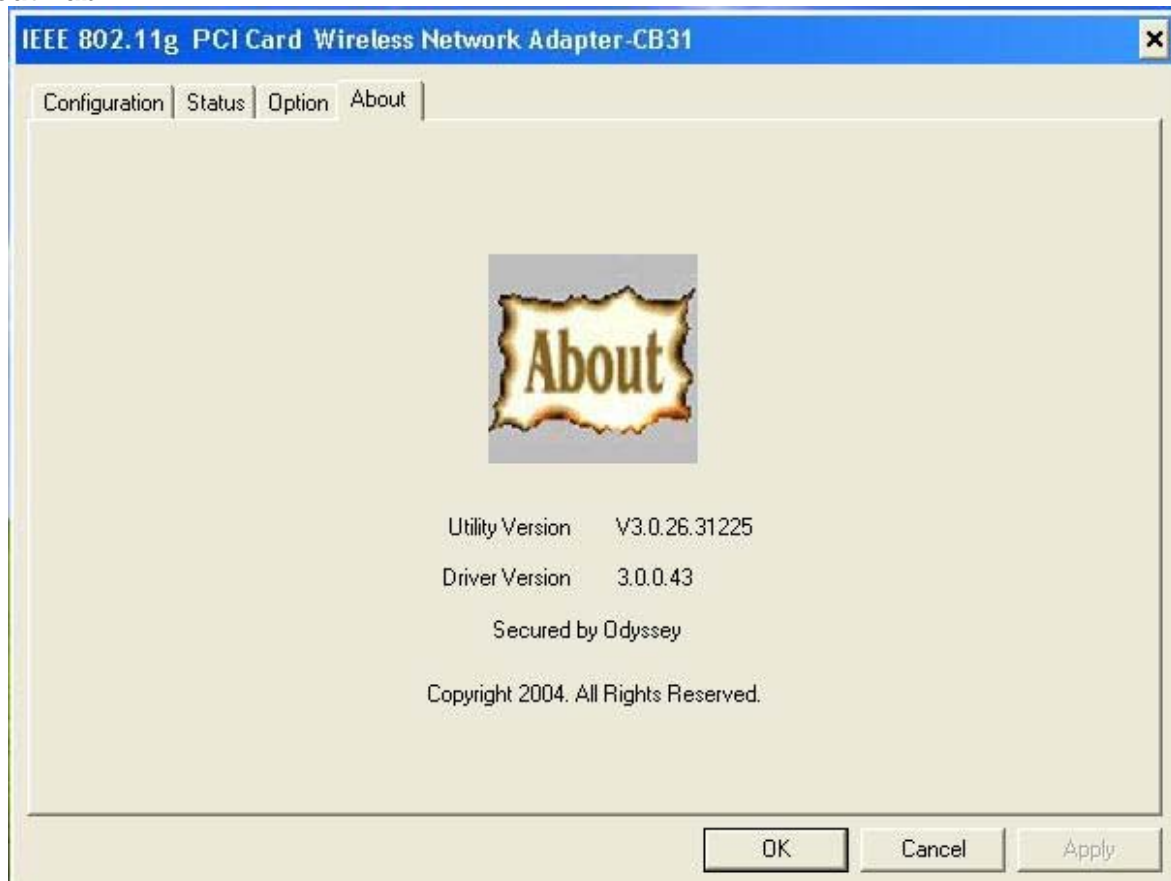 IEEE 802.11g PCI Card Wireless Network Adapter-CB31
Configuration Status Option About
About
Utility Version V3.0.26.31225
Driver Version 3.0.0.43
Secured by Odyssey
Copyright 2004. All Rights Reserved.
OK Cancel Apply